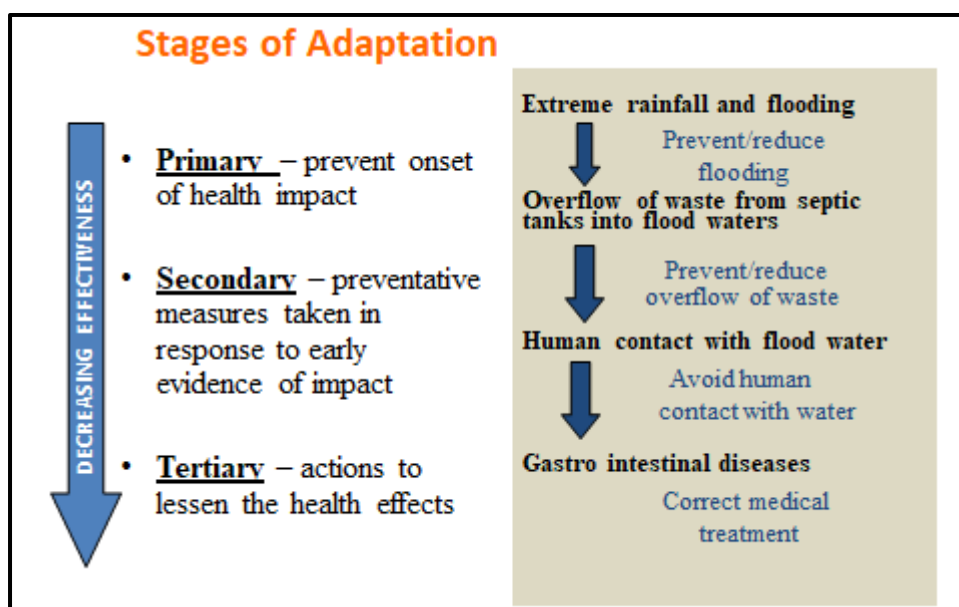 Stages of Adaptation
DECREASING EFFECTIVENESS
• Primary – prevent onset
of health impact
• Secondary – preventative
measures taken in
response to early
evidence of impact
• Tertiary – actions to
lessen the health effects
Extreme rainfall and flooding
Prevent/reduce
flooding
Overflow of waste from septic
tanks into flood waters
Prevent/reduce
overflow of waste
Human contact with flood water
Avoid human
contact with water
Gastro intestinal diseases
Correct medical
treatment